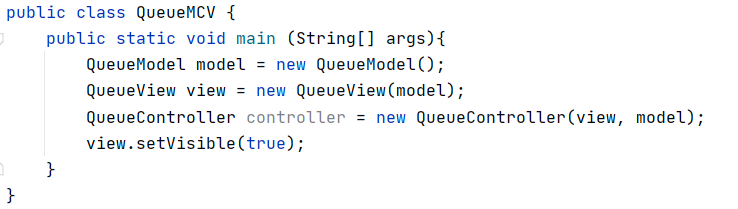 public class QueueMCV {
    public static void main (String[] args){
        QueueModel model = new QueueModel();
        QueueView view = new QueueView(model);
        QueueController controller = new QueueController(view, model);
        view.setVisible(true);
    }
}